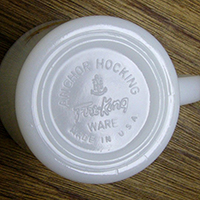 ANCHOR HOCKING
Fire-King
WARE
MADE IN U.S.A.